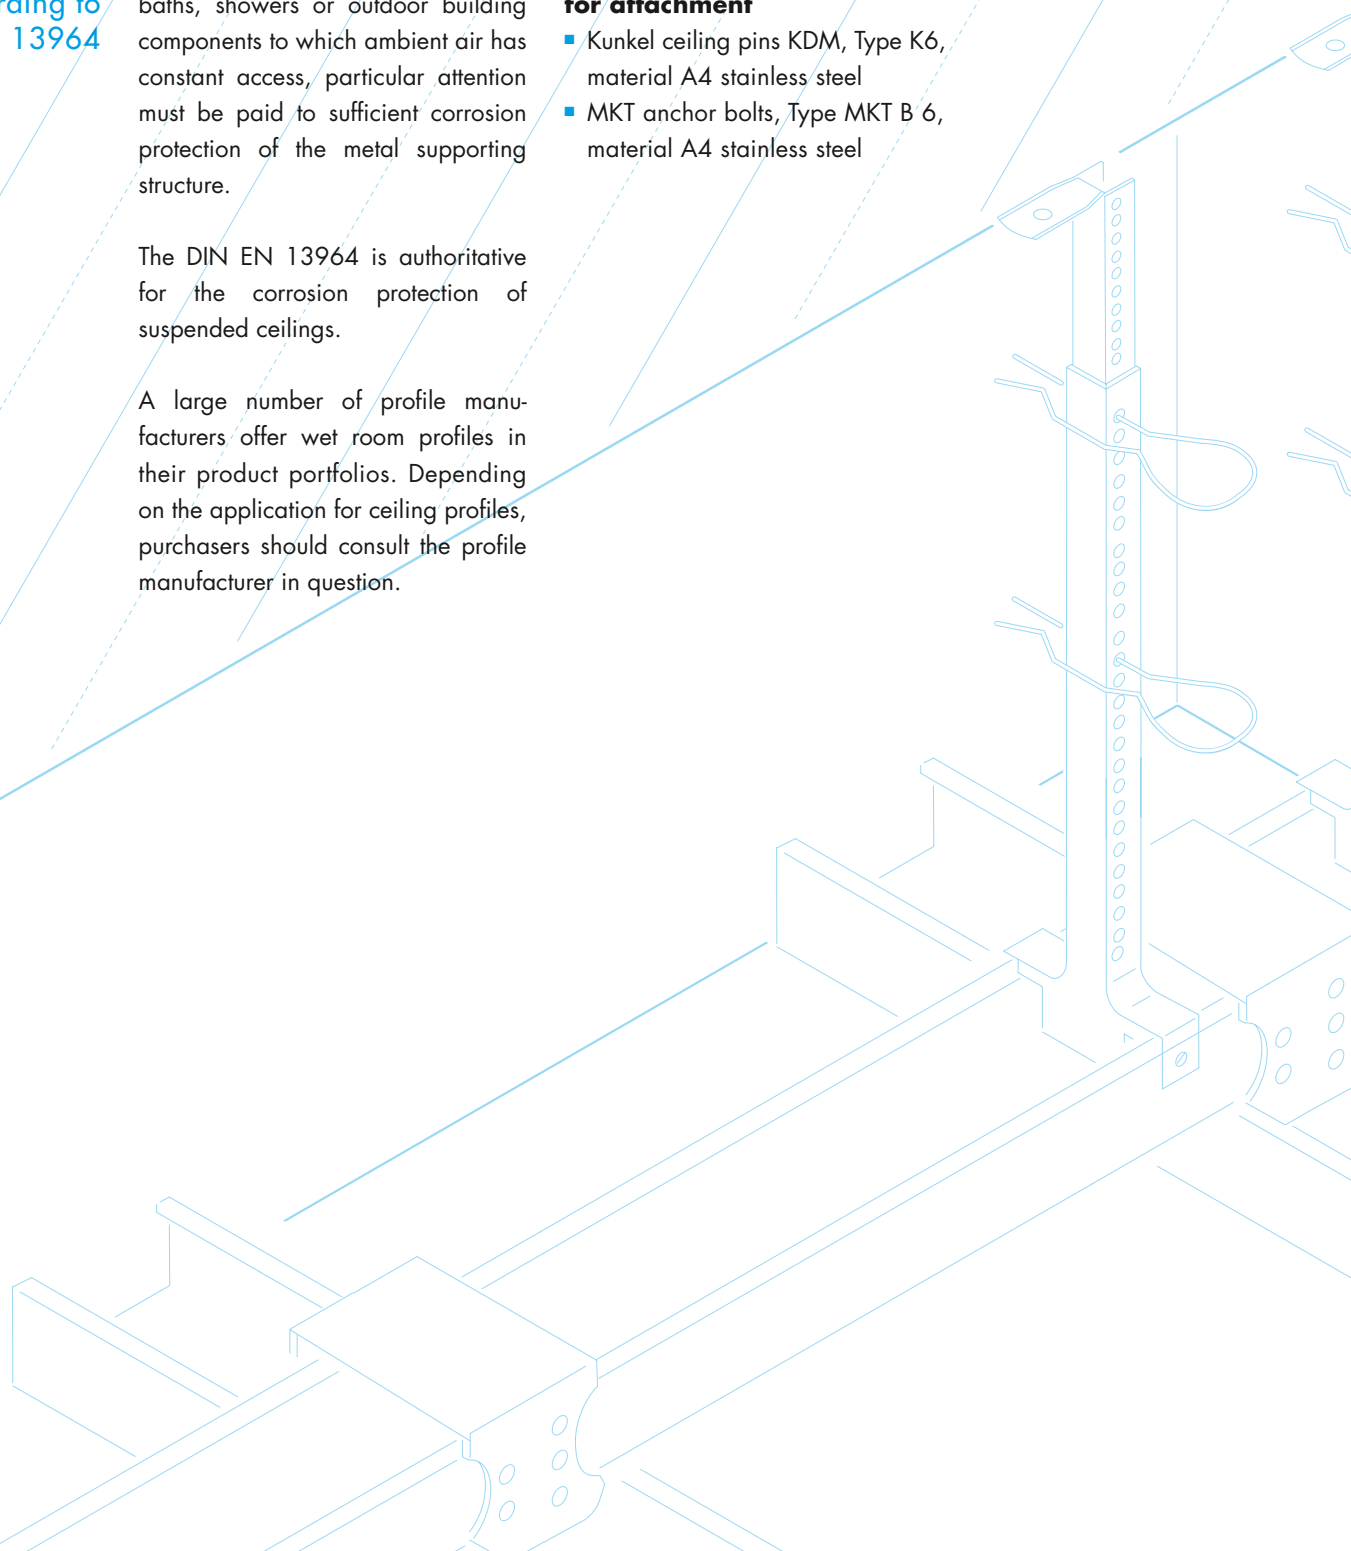 to
13964
baths, showers or outdoor building
components to which ambient air has
constant access, particular attention
must be paid to sufficient corrosion
protection of the metal supporting
structure.
The DIN EN 13964 is authoritative
for the corrosion protection of
suspended ceilings.
A large number of profile manu-
facturers offer wet room profiles in
their product portfolios. Depending
on the application for ceiling profiles,
purchasers should consult the profile
manufacturer in question.
for attachment
▪ Kunkel ceiling pins KDM, Type K6,
material A4 stainless steel
▪ MKT anchor bolts, Type MKT B 6,
material A4 stainless steel